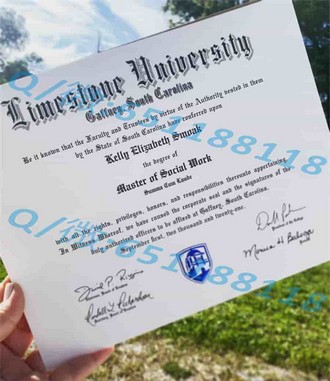 Limestone University
Gaffney, South Carolina
Be it known that the Faculty and Trustees by virtue of the Authority vested in them
by the State of South Carolina have conferred upon
Kelly Elizabeth Smoak
the degree of
Master of Social Work
Summa Cum Laude
with all the rights, privileges, honors, and responsibilities thereunto appertaining.
In Witness Whereof, we have caused the corporate seal and the signatures of the
duly authorized officers to be affixed at Gaffney, South Carolina,
September first, two thousand and twenty-one.